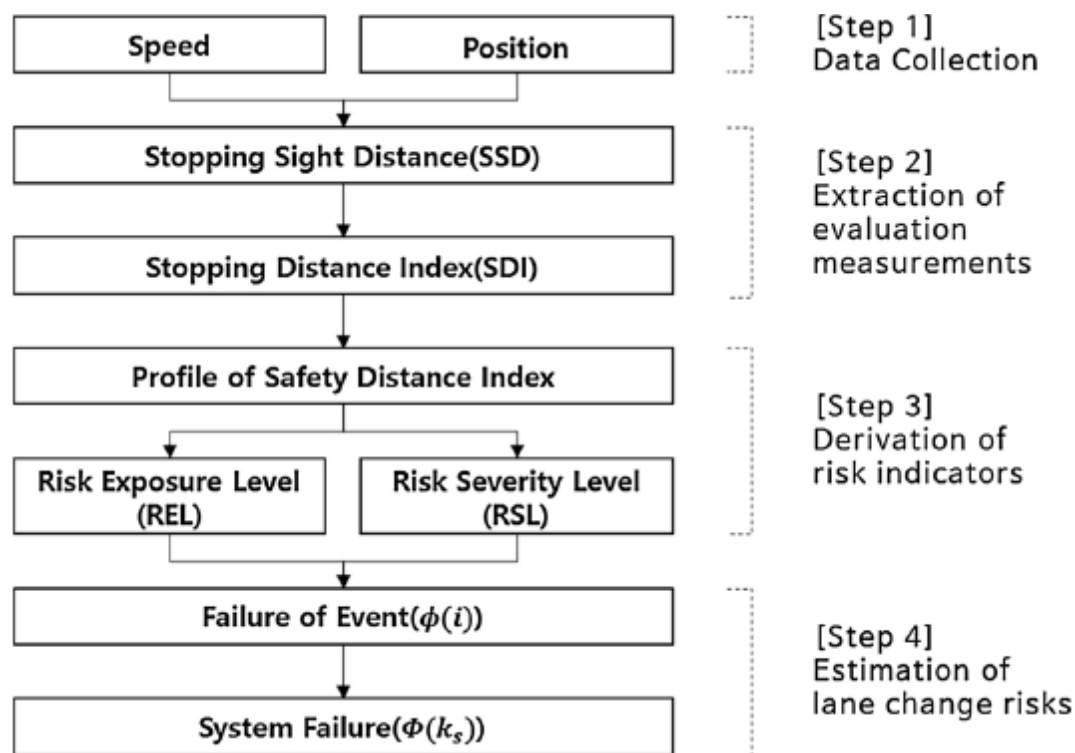 Speed
Position
[Step 1]
Data Collection
Stopping Sight Distance(SSD)
Stopping Distance Index(SDI)
[Step 2]
Extraction of
evaluation
measurements
Profile of Safety Distance Index
Risk Exposure Level
(REL)
Risk Severity Level
(RSL)
[Step 3]
Derivation of
risk indicators
Failure of Event(ϕ(i))
System Failure(Φ(kₛ))
[Step 4]
Estimation of
lane change risks